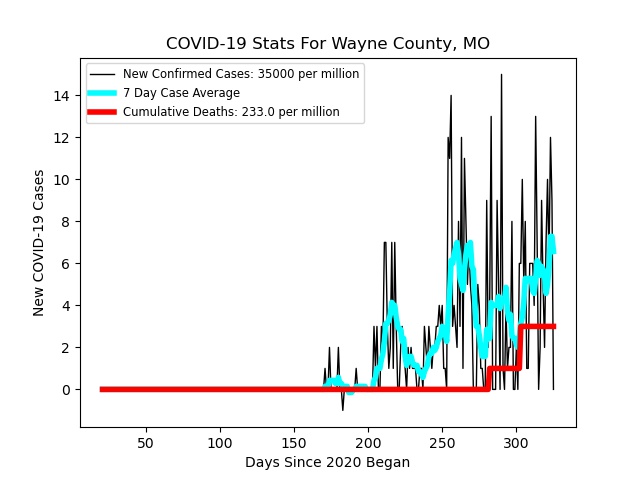 COVID-19 Stats For Wayne County, MO
New Confirmed Cases: 35000 per million
7 Day Case Average
Cumulative Deaths: 233.0 per million
New COVID-19 Cases
14
12
10
8
6
4
2
0
50
100
150
200
250
300
Days Since 2020 Began